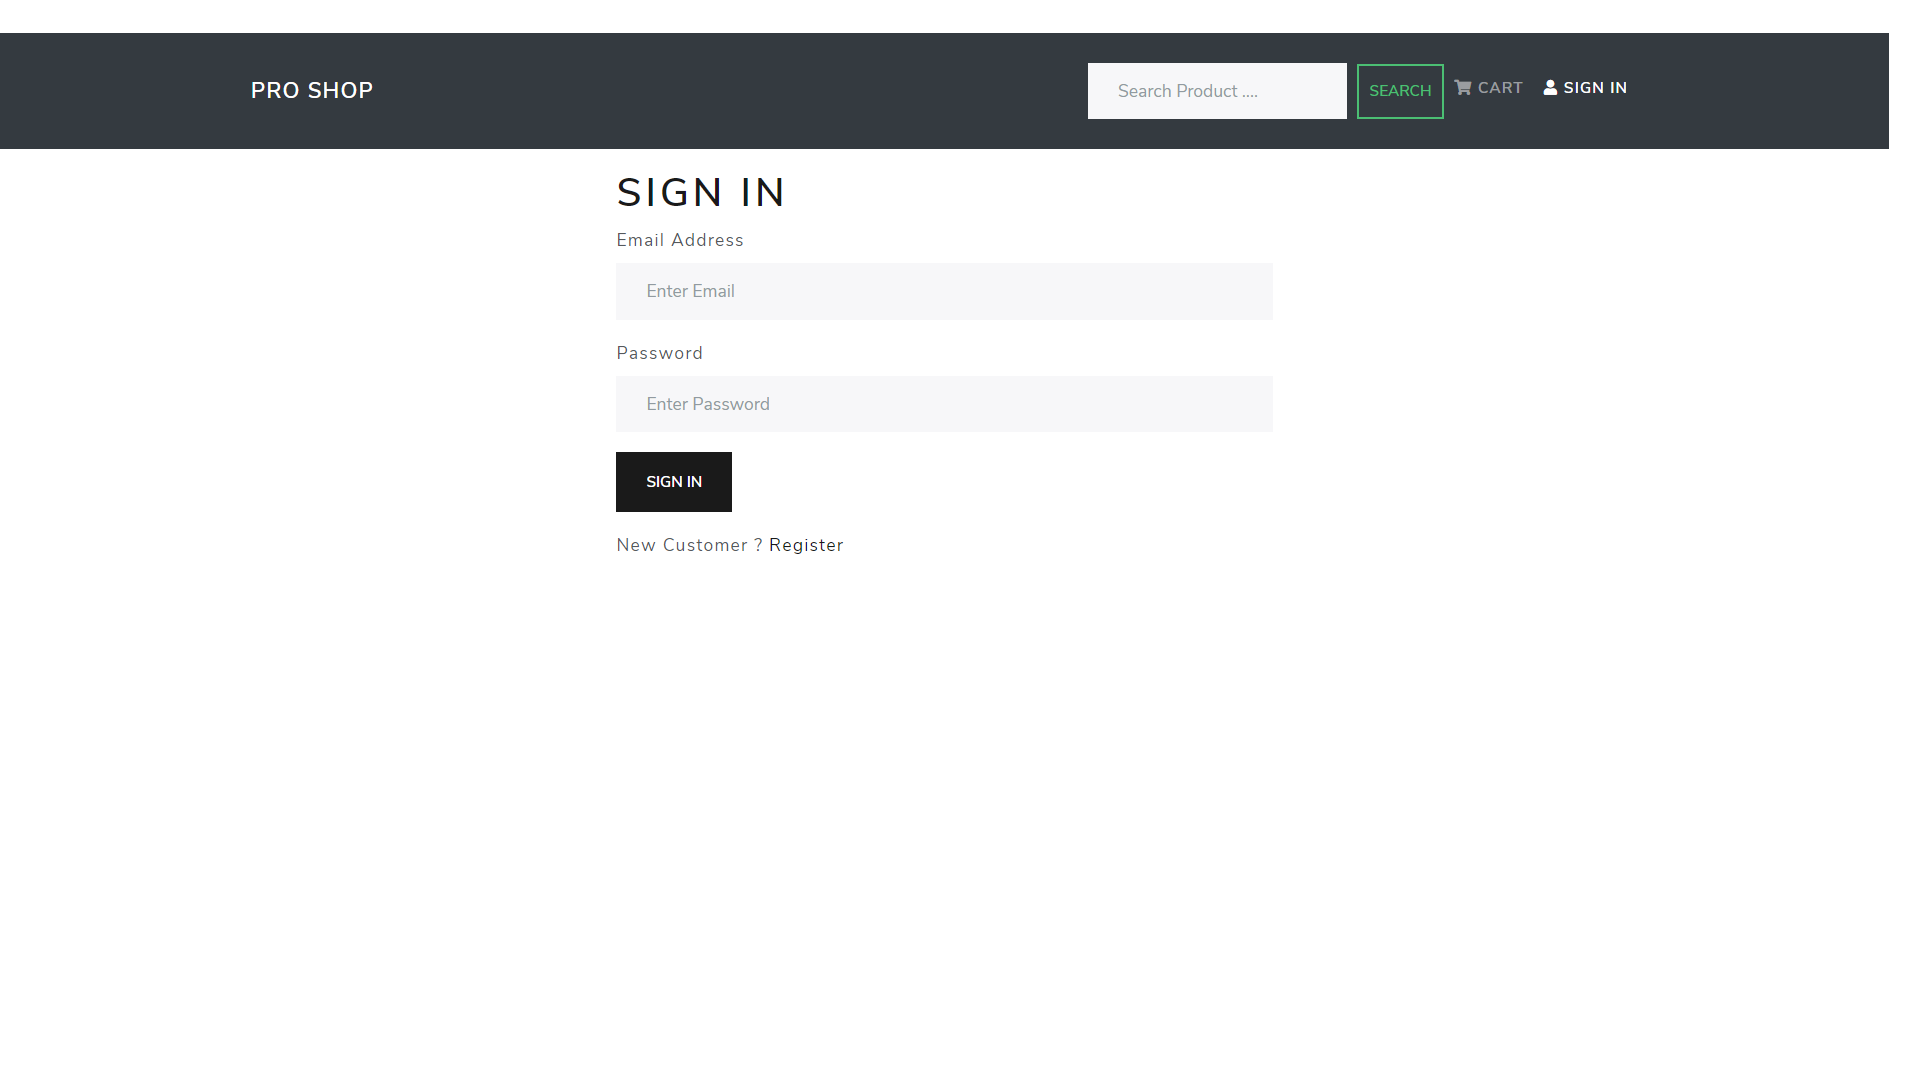 PRO SHOP
Search Product ....
SEARCH
CART
SIGN IN
SIGN IN
Email Address
Enter Email
Password
Enter Password
SIGN IN
New Customer ? Register